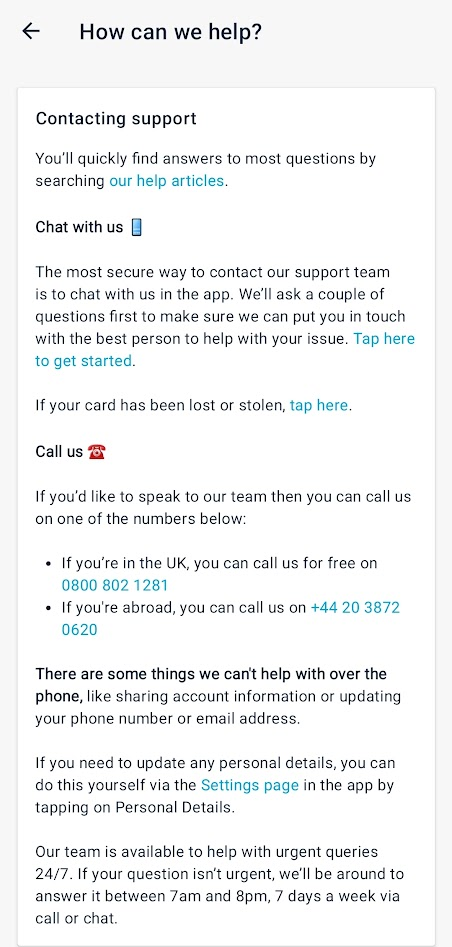 How can we help?
Contacting support
You'll quickly find answers to most questions by
searching our help articles.
Chat with us 📱
The most secure way to contact our support team
is to chat with us in the app. We'll ask a couple of
questions first to make sure we can put you in touch
with the best person to help with your issue. Tap here
to get started.
If your card has been lost or stolen, tap here.
Call us ☎️
If you'd like to speak to our team then you can call us
on one of the numbers below:
• If you're in the UK, you can call us for free on
0800 802 1281
• If you're abroad, you can call us on +44 20 3872
0620
There are some things we can't help with over the
phone, like sharing account information or updating
your phone number or email address.
If you need to update any personal details, you can
do this yourself via the Settings page in the app by
tapping on Personal Details.
Our team is available to help with urgent queries
24/7. If your question isn't urgent, we'll be around to
answer it between 7am and 8pm, 7 days a week via
call or chat.